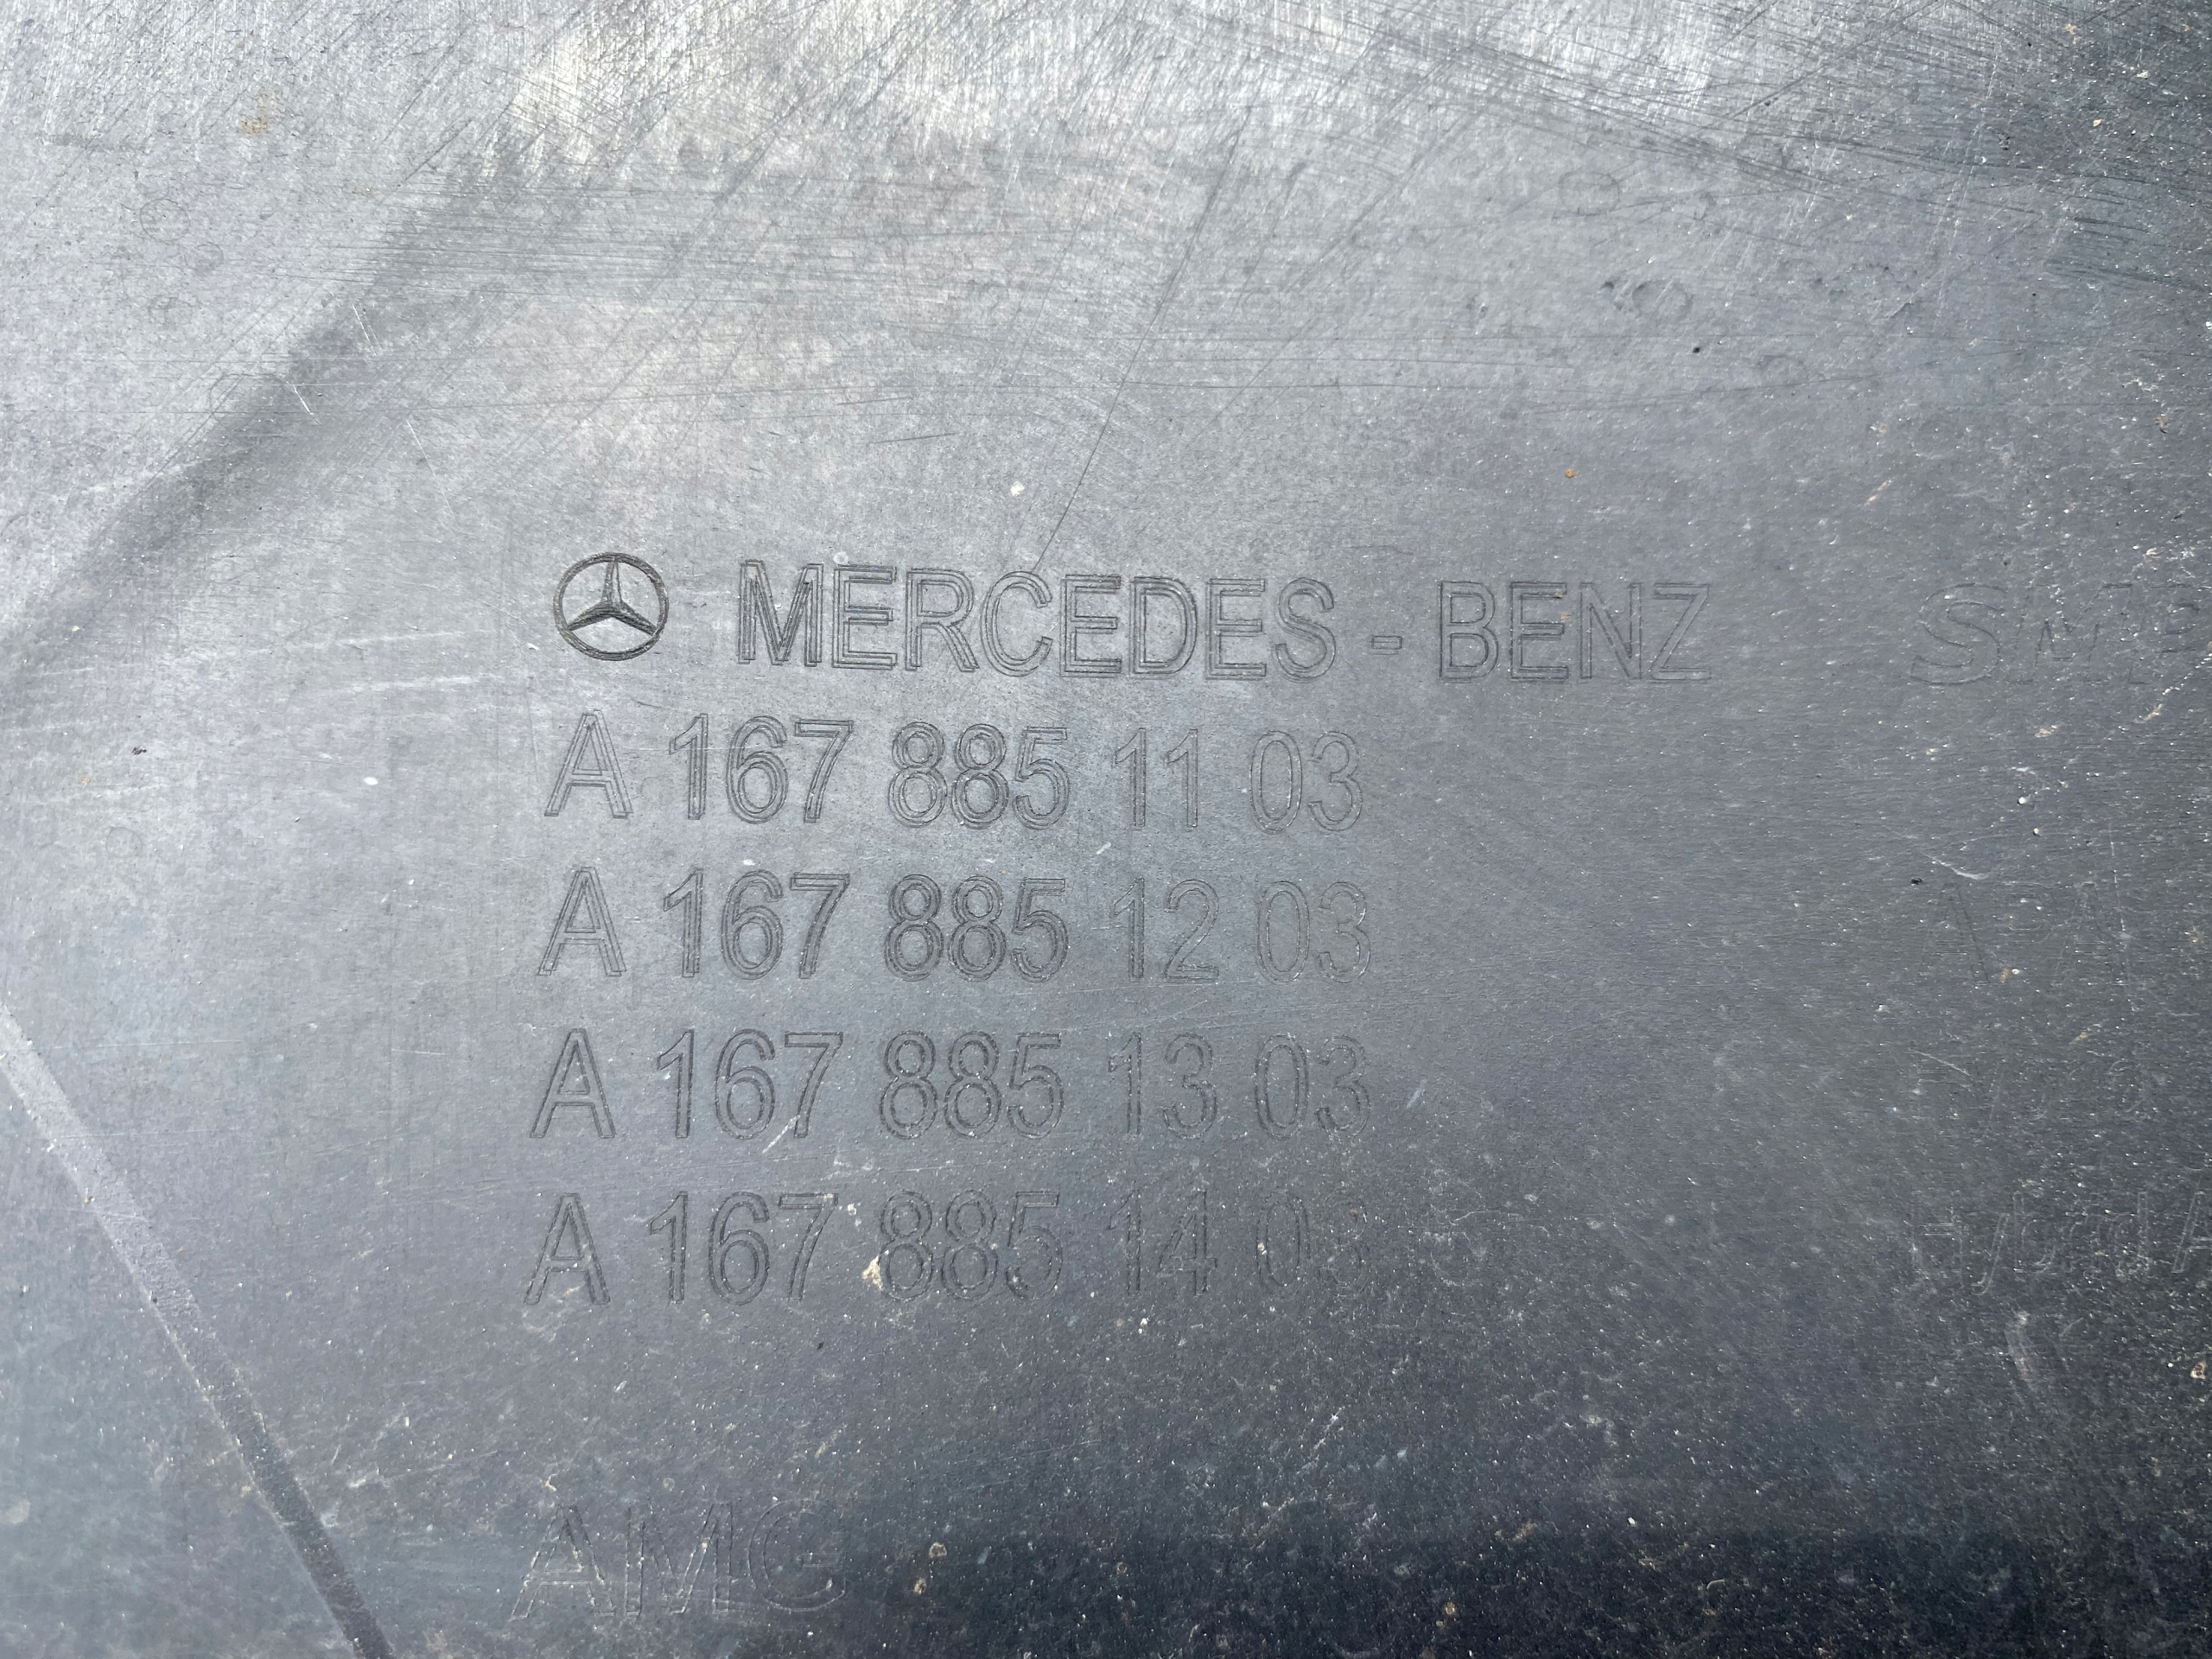 MERCEDES - BENZ
A 167 885 11 03
A 167 885 12 03
A 167 885 13 03
A 167 885 14 03
AMG